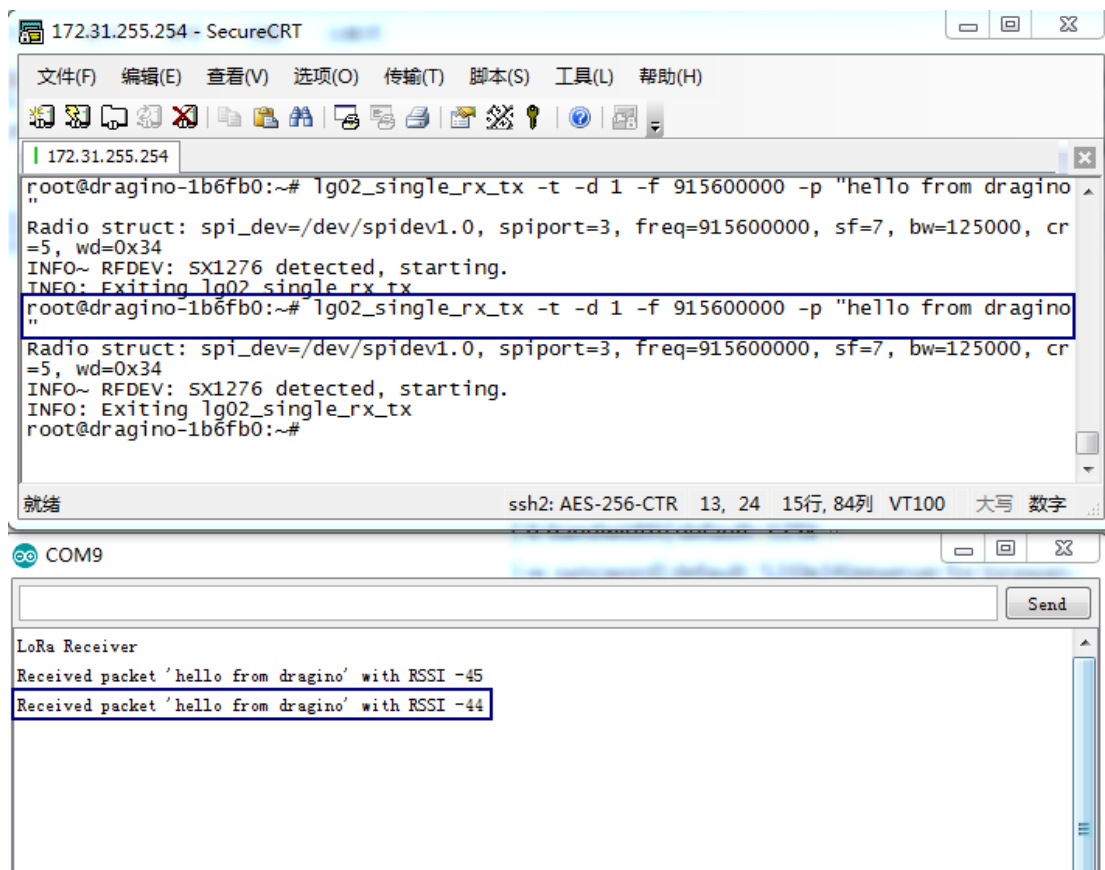 172.31.255.254 - SecureCRT
文件(F) 编辑(E) 查看(V) 选项(O) 传输(T) 脚本(S) 工具(L) 帮助(H)
172.31.255.254
root@dragino-1b6fb0:~# lg02_single_rx_tx -t -d 1 -f 915600000 -p "hello from dragino
"
Radio struct: spi_dev=/dev/spidev1.0, spiport=3, freq=915600000, sf=7, bw=125000, cr
=5, wd=0x34
INFO~ RFDEV: SX1276 detected, starting.
INFO: Exiting lg02_single_rx_tx
root@dragino-1b6fb0:~# lg02_single_rx_tx -t -d 1 -f 915600000 -p "hello from dragino
"
Radio struct: spi_dev=/dev/spidev1.0, spiport=3, freq=915600000, sf=7, bw=125000, cr
=5, wd=0x34
INFO~ RFDEV: SX1276 detected, starting.
INFO: Exiting lg02_single_rx_tx
root@dragino-1b6fb0:~#
就绪 ssh2: AES-256-CTR 13, 24 15行, 84列 VT100 大写 数字
COM9
Send
LoRa Receiver
Received packet 'hello from dragino' with RSSI -45
Received packet 'hello from dragino' with RSSI -44